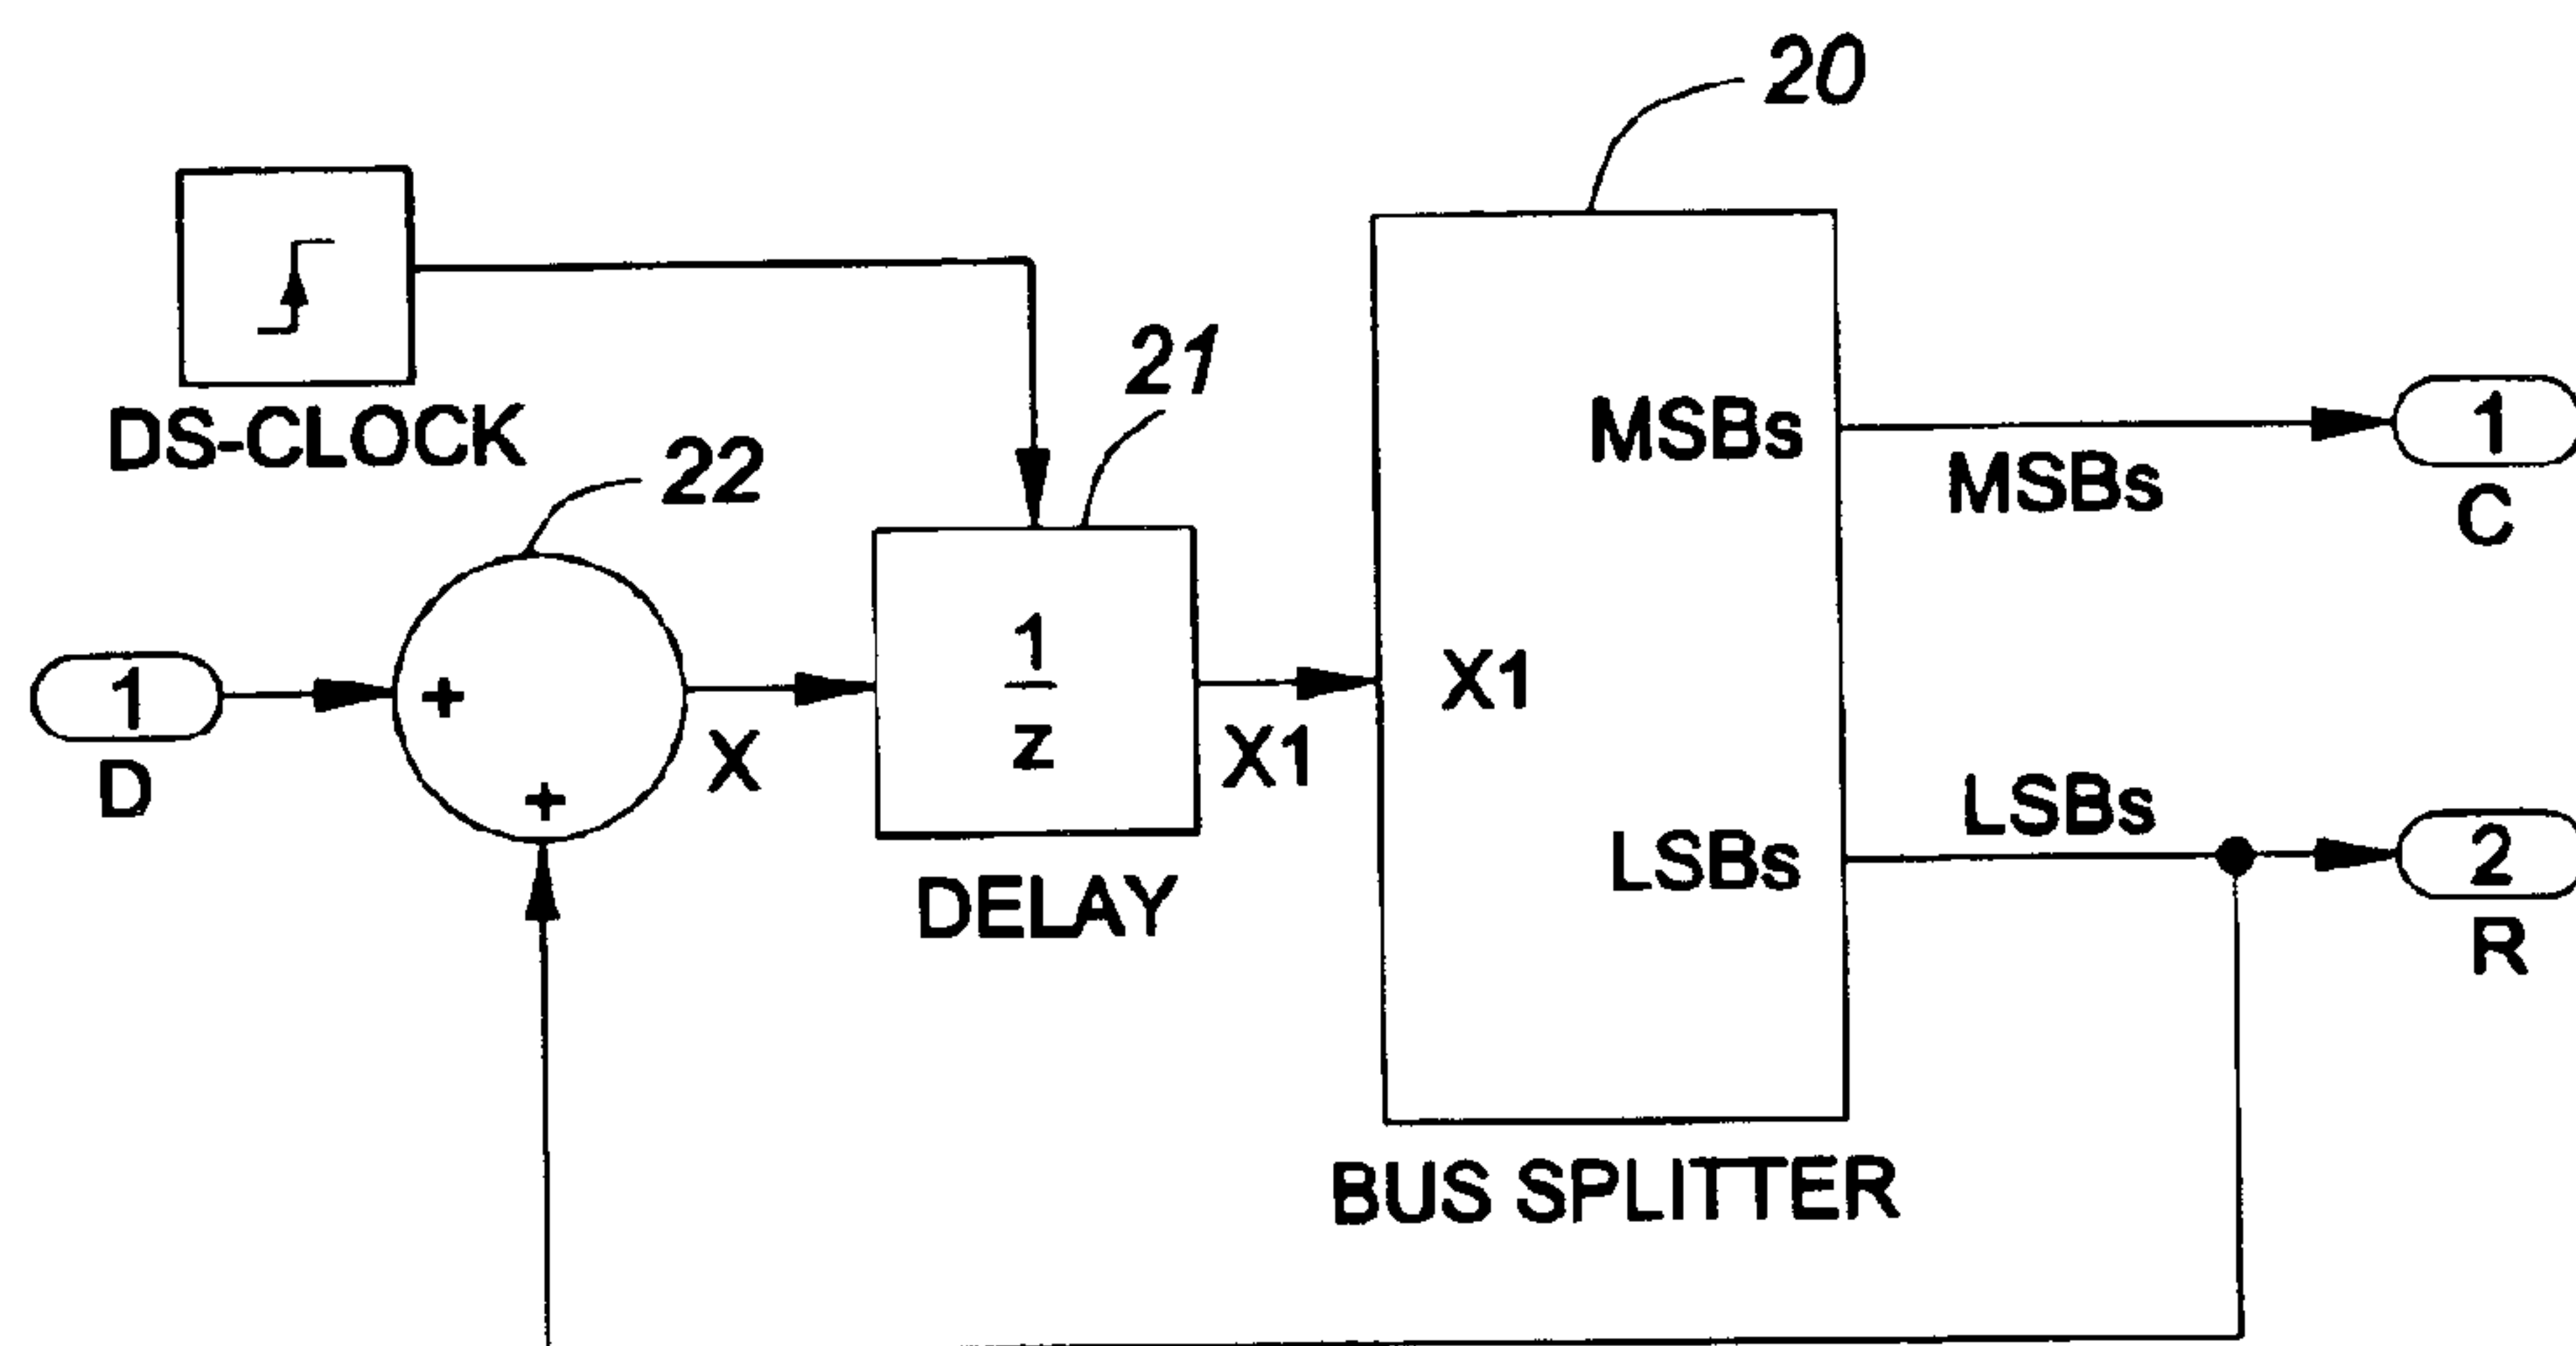 20
DS-CLOCK
21
22
MSBs
MSBs
1
C
1
D
+
+
X
1
z
DELAY
X1
X1
LSBs
LSBs
2
R
BUS SPLITTER